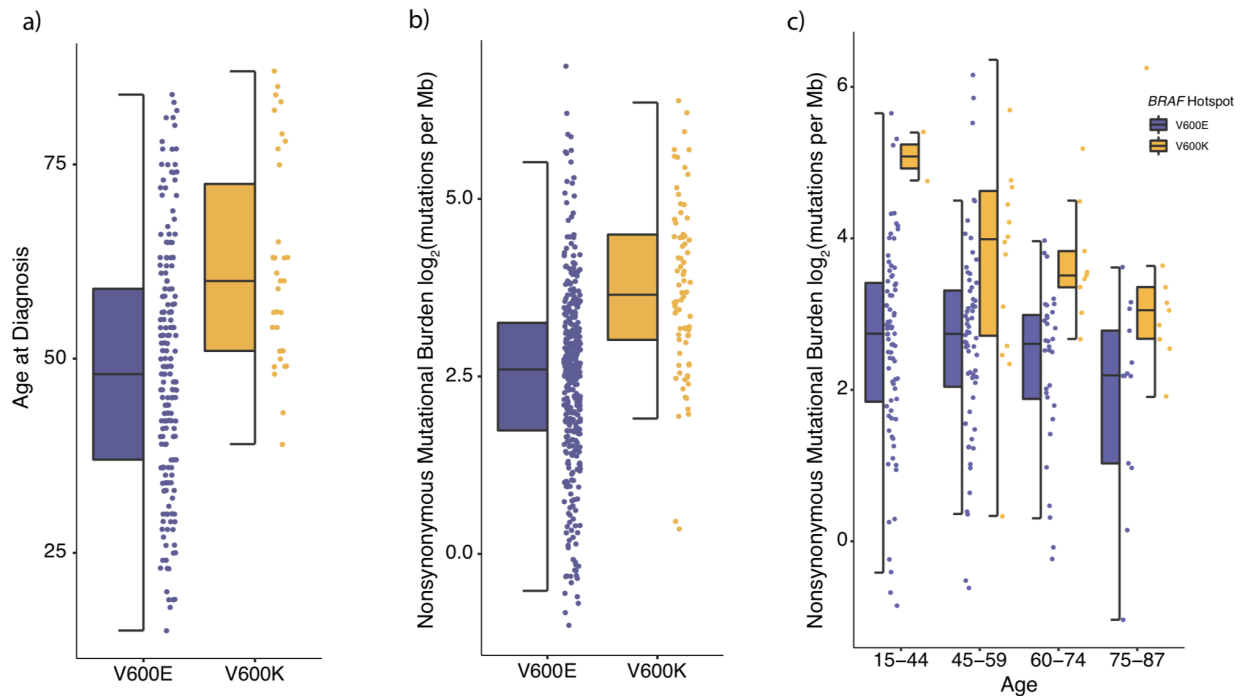 a)
Age at Diagnosis
75
50
25
V600E
V600K
b)
Nonsynonymous Mutational Burden log2(mutations per Mb)
5.0
2.5
0.0
V600E
V600K
c)
Nonsynonymous Mutational Burden log2(mutations per Mb)
6
4
2
0
15–44
45–59
60–74
75–87
Age
BRAF Hotspot
V600E
V600K